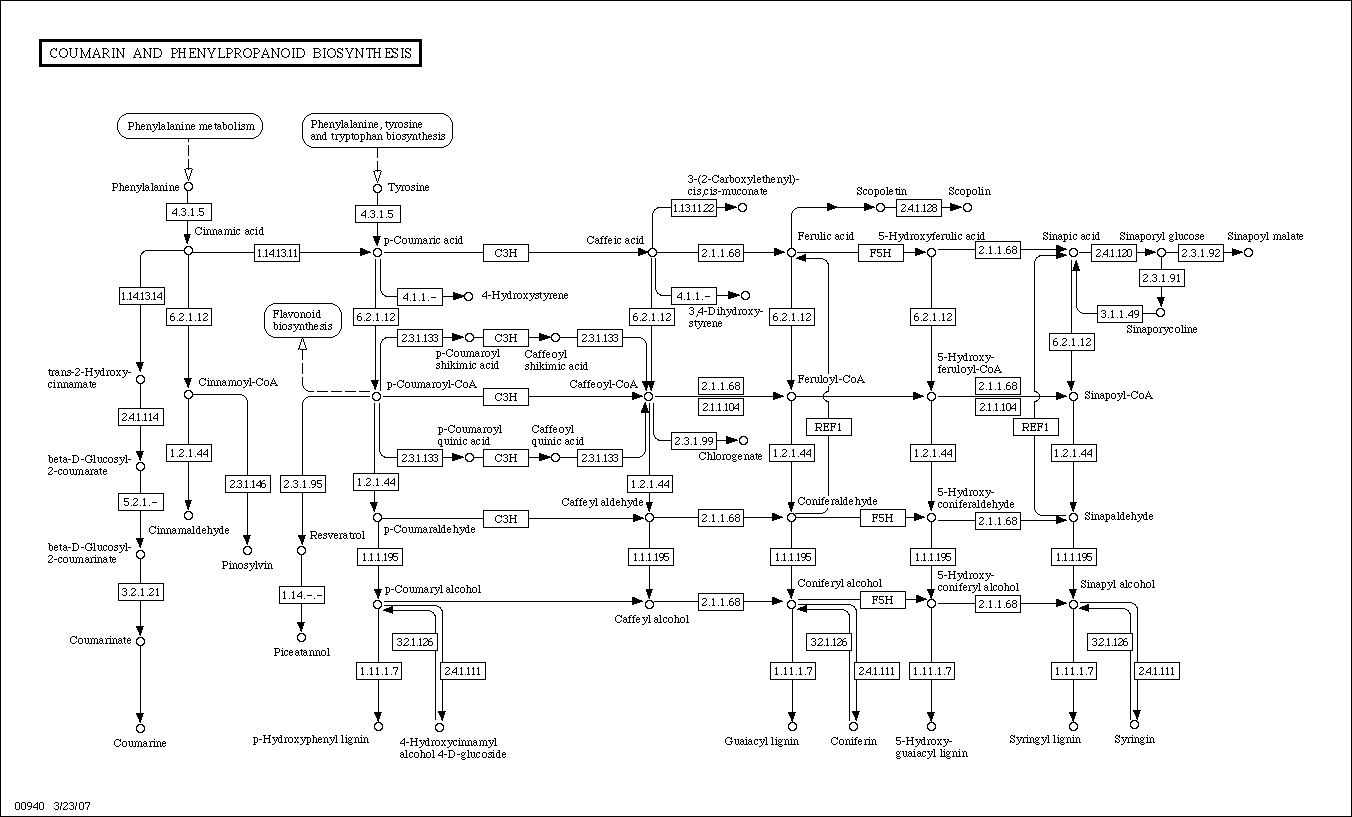 COUMARIN AND PHENYLPROPANOID BIOSYNTHESIS
Phenylalanine metabolism
Phenylalanine, tyrosine
and tryptophan biosynthesis
Phenylalanine
Tyrosine
3-(2-Carboxylethenyl)-
cis,cis-muconate
Scopoletin
Scopolin
4.3.1.5
4.3.1.5
1.13.11.22
2.4.1.128
Cinnamic acid
p-Coumaric acid
Caffeic acid
Ferulic acid
5-Hydroxyferulic acid
Sinapic acid
Sinaporyl glucose
Sinapoyl malate
1.14.13.11
C3H
2.1.1.68
F5H
2.1.1.68
2.4.1.120
2.3.1.92
2.3.1.91
1.14.13.14
4.1.1.-
4-Hydroxystyrene
4.1.1.-
3,4-Dihydroxy-
styrene
3.1.1.49
Sinaporycoline
6.2.1.12
Flavonoid
biosynthesis
6.2.1.12
6.2.1.12
6.2.1.12
6.2.1.12
6.2.1.12
2.3.1.133
C3H
2.3.1.133
p-Coumaroyl
shikimic acid
Caffeoyl
shikimic acid
trans-2-Hydroxy-
cinnamate
Cinnamoyl-CoA
p-Coumaroyl-CoA
Caffeoyl-CoA
Feruloyl-CoA
5-Hydroxy-
feruloyl-CoA
Sinapoyl-CoA
C3H
2.1.1.68
2.1.1.104
2.1.1.68
2.1.1.104
2.4.1.114
REF1
REF1
p-Coumaroyl
quinic acid
Caffeoyl
quinic acid
2.3.1.99
Chlorogenate
beta-D-Glucosyl-
2-coumarate
1.2.1.44
2.3.1.133
C3H
2.3.1.133
1.2.1.44
1.2.1.44
1.2.1.44
2.3.1.146
2.3.1.95
1.2.1.44
1.2.1.44
5.2.1.-
Cinnamaldehyde
p-Coumaraldehyde
Caffeyl aldehyde
Coniferaldehyde
5-Hydroxy-
coniferaldehyde
Sinapaldehyde
C3H
2.1.1.68
F5H
2.1.1.68
Resveratrol
beta-D-Glucosyl-
2-coumarinate
Pinosylvin
1.1.1.195
1.1.1.195
1.1.1.195
1.1.1.195
1.1.1.195
3.2.1.21
1.14.-.-
p-Coumaryl alcohol
Caffeyl alcohol
Coniferyl alcohol
5-Hydroxy-
coniferyl alcohol
Sinapyl alcohol
2.1.1.68
F5H
2.1.1.68
Coumarinate
Piceatannol
3.2.1.126
3.2.1.126
3.2.1.126
1.11.1.7
2.4.1.111
1.11.1.7
2.4.1.111
1.11.1.7
1.11.1.7
2.4.1.111
Coumarine
p-Hydroxyphenyl lignin
4-Hydroxycinnamyl
alcohol 4-D-glucoside
Guaiacyl lignin
Coniferin
5-Hydroxy-
guaiacyl lignin
Syringyl lignin
Syringin
00940 3/23/07